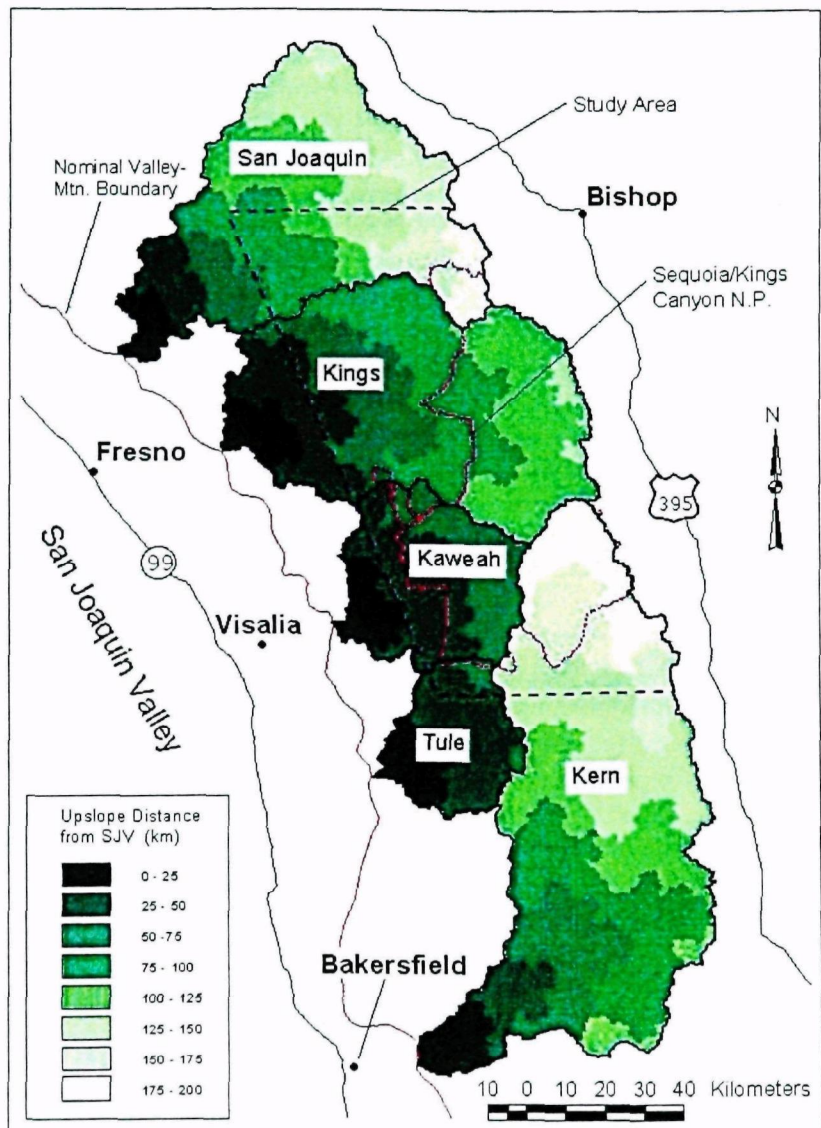 Study Area
San Joaquin
Nominal Valley-
Mtn. Boundary
Bishop
Sequoia/Kings
Canyon N.P.
Kings
N
Fresno
395
99
Kaweah
San Joaquin Valley
Visalia
Tule
Kern
Upslope Distance
from SJV (km)
0 - 25
25 - 50
50 -75
75 - 100
100 - 125
125 - 150
150 - 175
175 - 200
Bakersfield
10 0 10 20 30 40 Kilometers